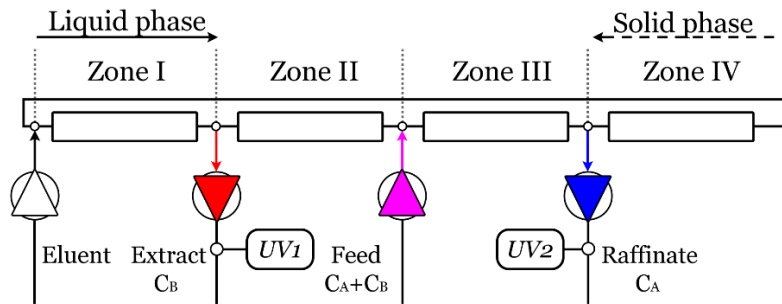 Liquid phase
Solid phase
Zone I
Zone II
Zone III
Zone IV
Eluent
Extract
CB
UV1
Feed
CA+CB
UV2
Raffinate
CA